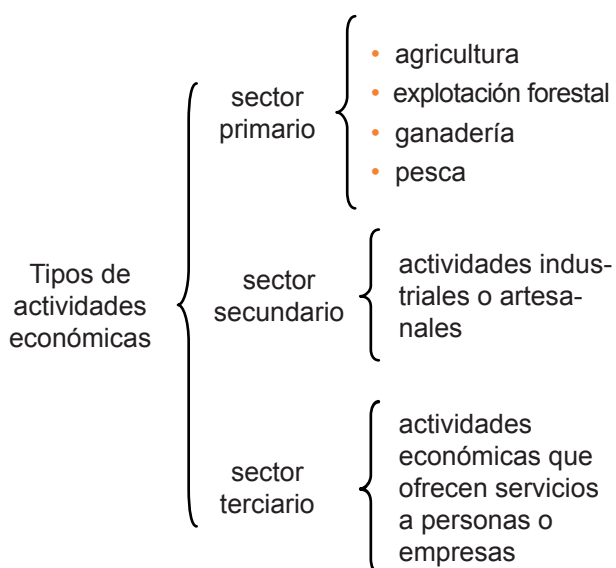 Tipos de
actividades
económicas
sector
primario
• agricultura
• explotación forestal
• ganadería
• pesca
sector
secundario
actividades indus-
triales o artesa-
nales
sector
terciario
actividades
económicas que
ofrecen servicios
a personas o
empresas